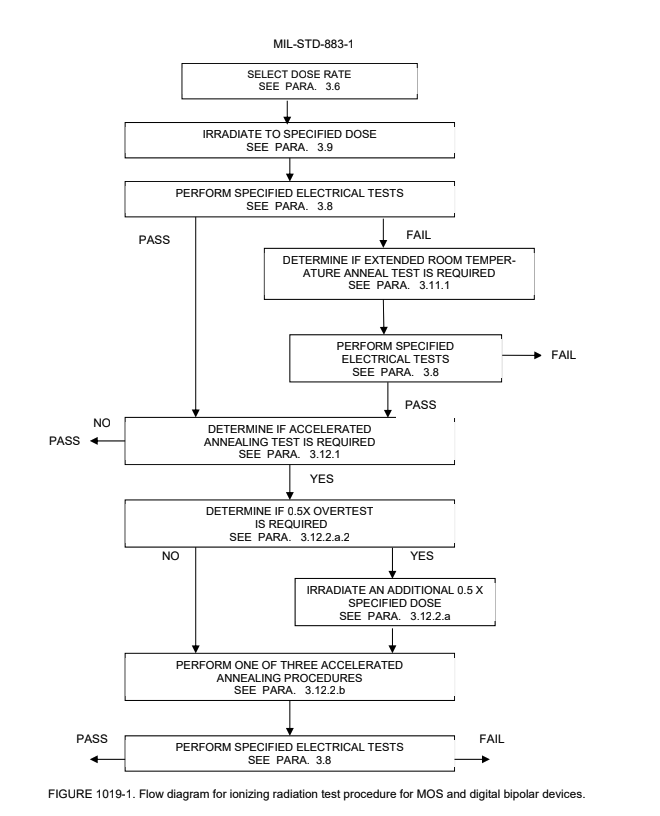 MIL-STD-883-1
SELECT DOSE RATE
SEE PARA. 3.6
IRRADIATE TO SPECIFIED DOSE
SEE PARA. 3.9
PERFORM SPECIFIED ELECTRICAL TESTS
SEE PARA. 3.8
PASS
FAIL
DETERMINE IF EXTENDED ROOM TEMPER-
ATURE ANNEAL TEST IS REQUIRED
SEE PARA. 3.11.1
PERFORM SPECIFIED
ELECTRICAL TESTS
SEE PARA. 3.8
FAIL
PASS
NO
PASS
DETERMINE IF ACCELERATED
ANNEALING TEST IS REQUIRED
SEE PARA. 3.12.1
YES
DETERMINE IF 0.5X OVERTEST
IS REQUIRED
SEE PARA. 3.12.2.a.2
NO
YES
IRRADIATE AN ADDITIONAL 0.5 X
SPECIFIED DOSE
SEE PARA. 3.12.2.a
PERFORM ONE OF THREE ACCELERATED
ANNEALING PROCEDURES
SEE PARA. 3.12.2.b
PASS
FAIL
PERFORM SPECIFIED ELECTRICAL TESTS
SEE PARA. 3.8
FIGURE 1019-1. Flow diagram for ionizing radiation test procedure for MOS and digital bipolar devices.